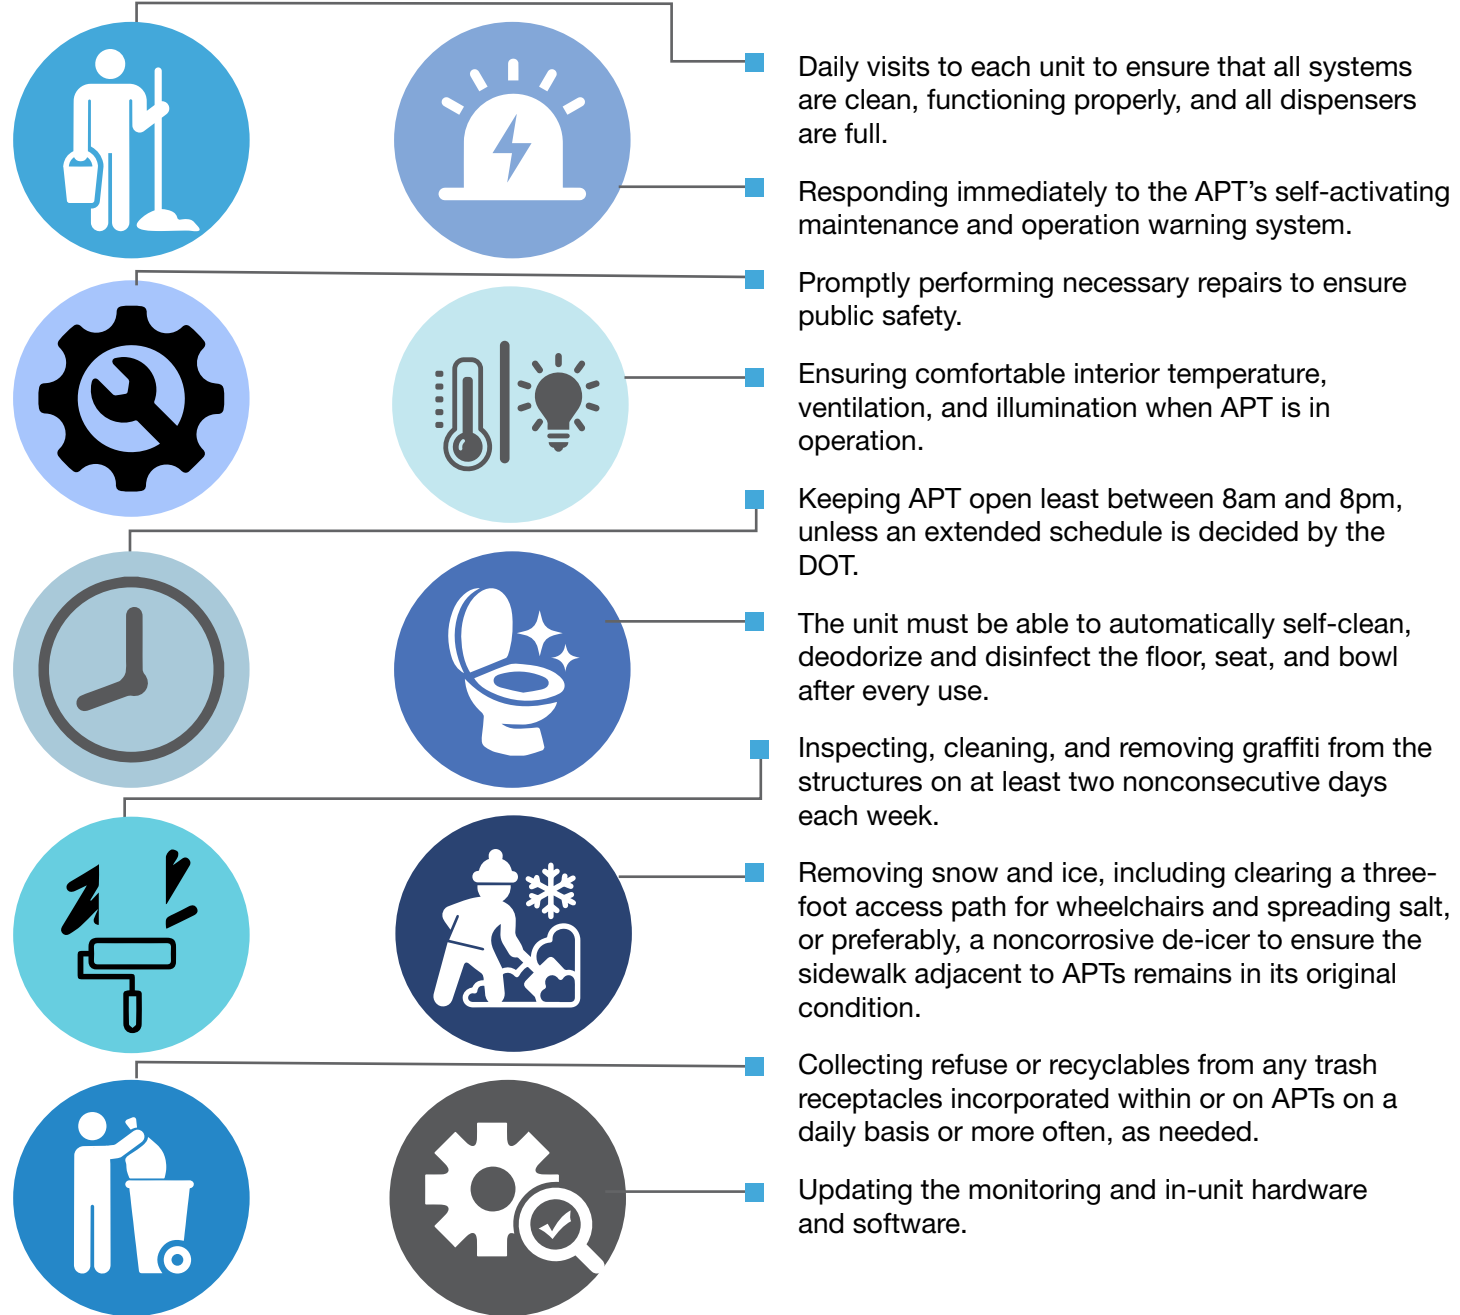 Daily visits to each unit to ensure that all systems
are clean, functioning properly, and all dispensers
are full.
Responding immediately to the APT’s self-activating
maintenance and operation warning system.
Promptly performing necessary repairs to ensure
public safety.
Ensuring comfortable interior temperature,
ventilation, and illumination when APT is in
operation.
Keeping APT open least between 8am and 8pm,
unless an extended schedule is decided by the
DOT.
The unit must be able to automatically self-clean,
deodorize and disinfect the floor, seat, and bowl
after every use.
Inspecting, cleaning, and removing graffiti from the
structures on at least two nonconsecutive days
each week.
Removing snow and ice, including clearing a three-
foot access path for wheelchairs and spreading salt,
or preferably, a noncorrosive de-icer to ensure the
sidewalk adjacent to APTs remains in its original
condition.
Collecting refuse or recyclables from any trash
receptacles incorporated within or on APTs on a
daily basis or more often, as needed.
Updating the monitoring and in-unit hardware
and software.